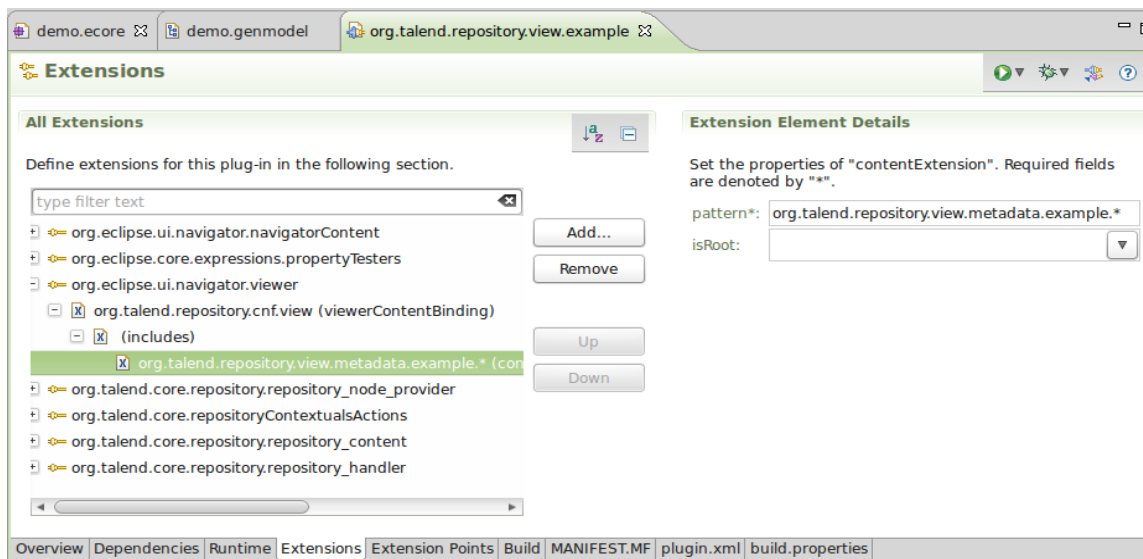 demo.ecore demo.genmodel org.talend.repository.view.example
Extensions
All Extensions
Define extensions for this plug-in in the following section.
type filter text
org.eclipse.ui.navigator.navigatorContent
org.eclipse.core.expressions.propertyTesters
org.eclipse.ui.navigator.viewer
org.talend.repository.cnf.view (viewerContentBinding)
(includes)
org.talend.repository.view.metadata.example.* (con
org.talend.core.repository.repository_node_provider
org.talend.core.repositoryContextualsActions
org.talend.core.repository.repository_content
org.talend.core.repository.repository_handler
Add...
Remove
Up
Down
Extension Element Details
Set the properties of "contentExtension". Required fields
are denoted by "*".
pattern*: org.talend.repository.view.metadata.example.*
isRoot:
Overview Dependencies Runtime Extensions Extension Points Build MANIFEST.MF plugin.xml build.properties